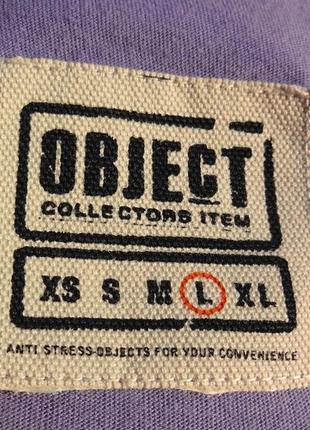 OBJECT
COLLECTORS ITEM
XS S M L XL
ANTI STRESS-OBJECTS FOR YOUR CONVENIENCE